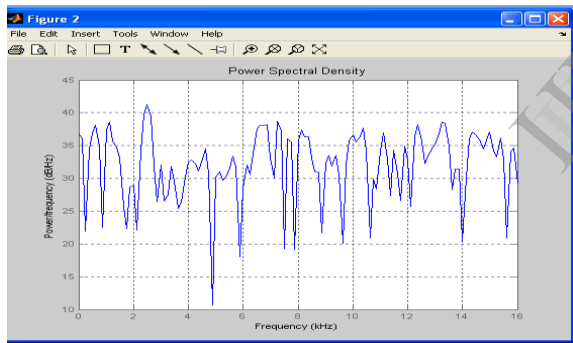 Figure 2
File Edit Insert Tools Window Help
T
Power Spectral Density
45
40
35
30
25
20
15
10
Power/frequency (dB/Hz)
0 2 4 6 8 10 12 14 16
Frequency (kHz)